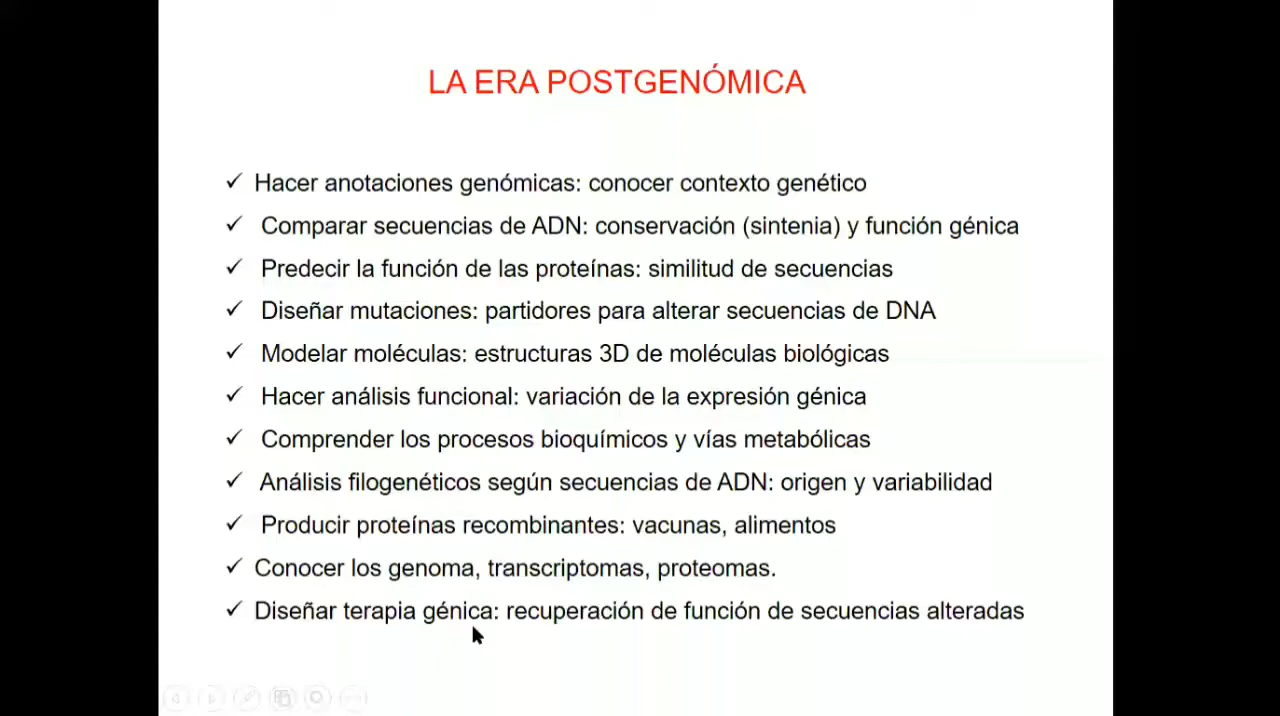 LA ERA POSTGENÓMICA
✓ Hacer anotaciones genómicas: conocer contexto genético
✓ Comparar secuencias de ADN: conservación (sintenia) y función génica
✓ Predecir la función de las proteínas: similitud de secuencias
✓ Diseñar mutaciones: partidores para alterar secuencias de DNA
✓ Modelar moléculas: estructuras 3D de moléculas biológicas
✓ Hacer análisis funcional: variación de la expresión génica
✓ Comprender los procesos bioquímicos y vías metabólicas
✓ Análisis filogenéticos según secuencias de ADN: origen y variabilidad
✓ Producir proteínas recombinantes: vacunas, alimentos
✓ Conocer los genoma, transcriptomas, proteomas.
✓ Diseñar terapia génica: recuperación de función de secuencias alteradas